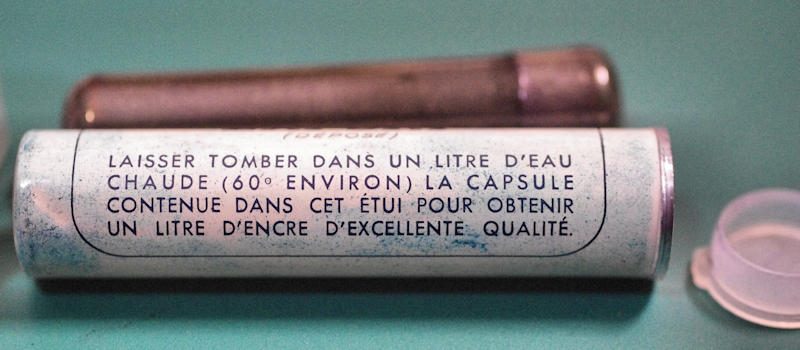 (DÉPOSÉ)
LAISSER TOMBER DANS UN LITRE D'EAU
CHAUDE (60° ENVIRON) LA CAPSULE
CONTENUE DANS CET ÉTUI POUR OBTENIR
UN LITRE D'ENCRE D'EXCELLENTE QUALITÉ.